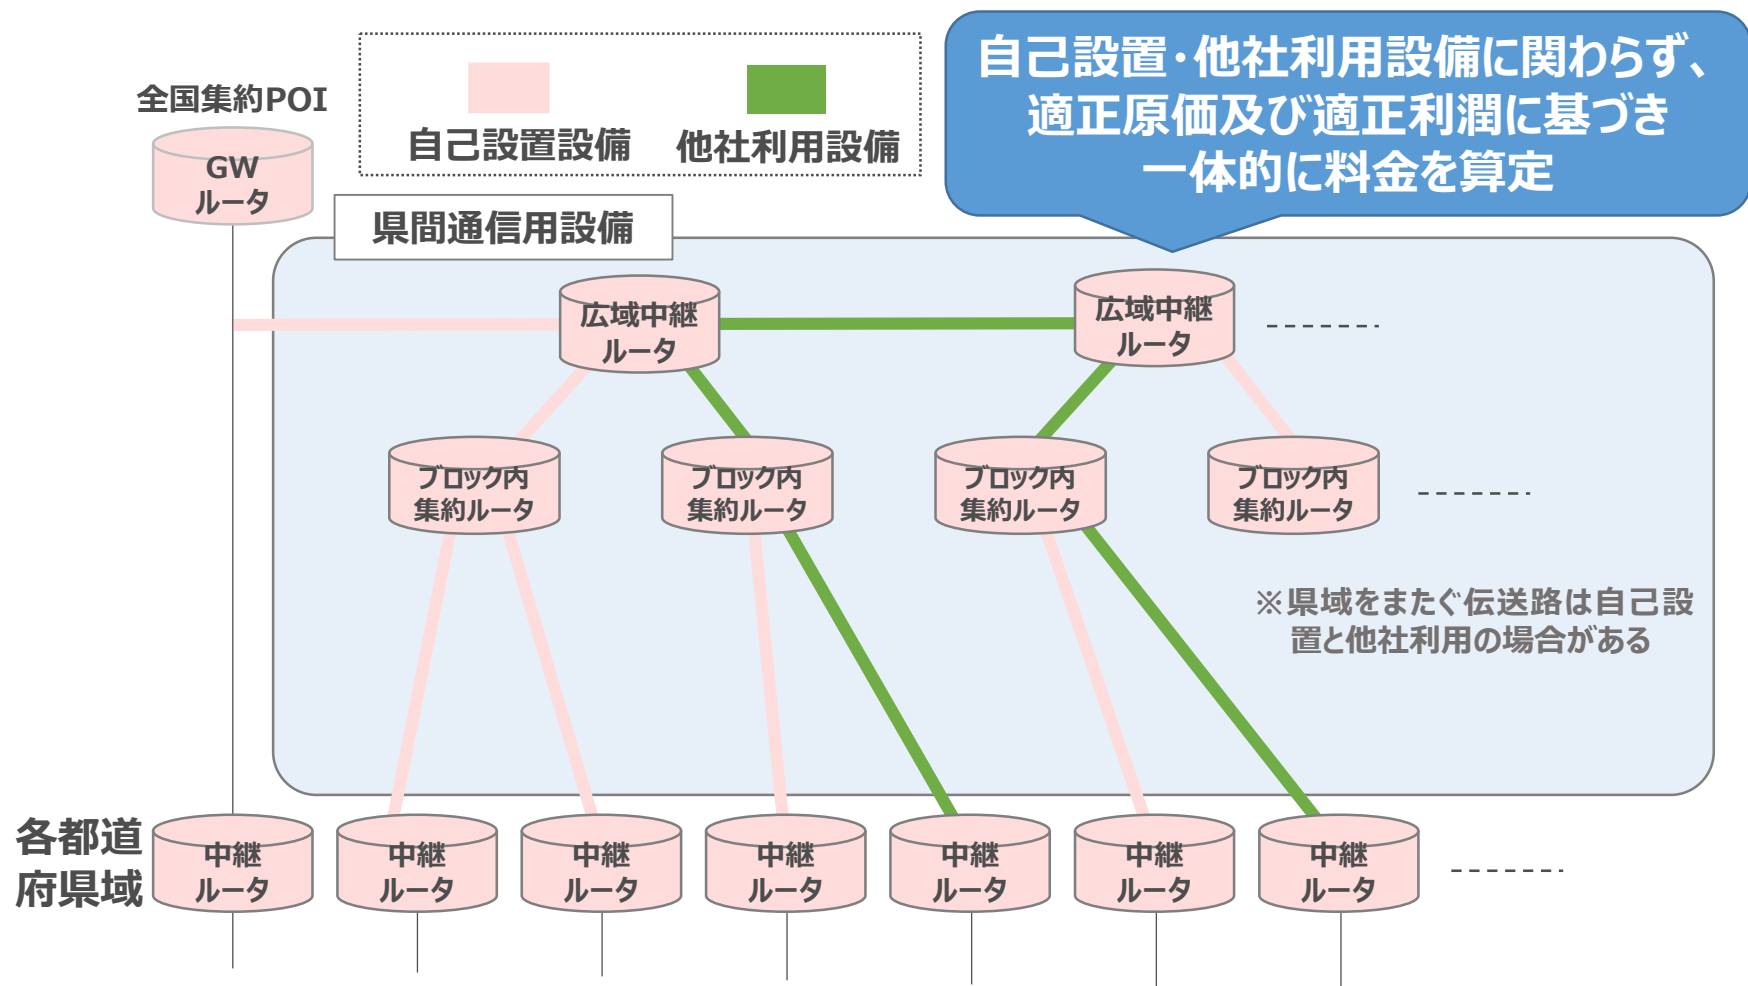 全国集約POI
GW
ルータ
自己設置設備
他社利用設備
自己設置・他社利用設備に関わらず、
適正原価及び適正利潤に基づき
一体的に料金を算定
県間通信用設備
広域中継
ルータ
広域中継
ルータ
ブロック内
集約ルータ
ブロック内
集約ルータ
ブロック内
集約ルータ
ブロック内
集約ルータ
※県域をまたぐ伝送路は自己設
置と他社利用の場合がある
各都道
府県域
中継
ルータ
中継
ルータ
中継
ルータ
中継
ルータ
中継
ルータ
中継
ルータ
中継
ルータ